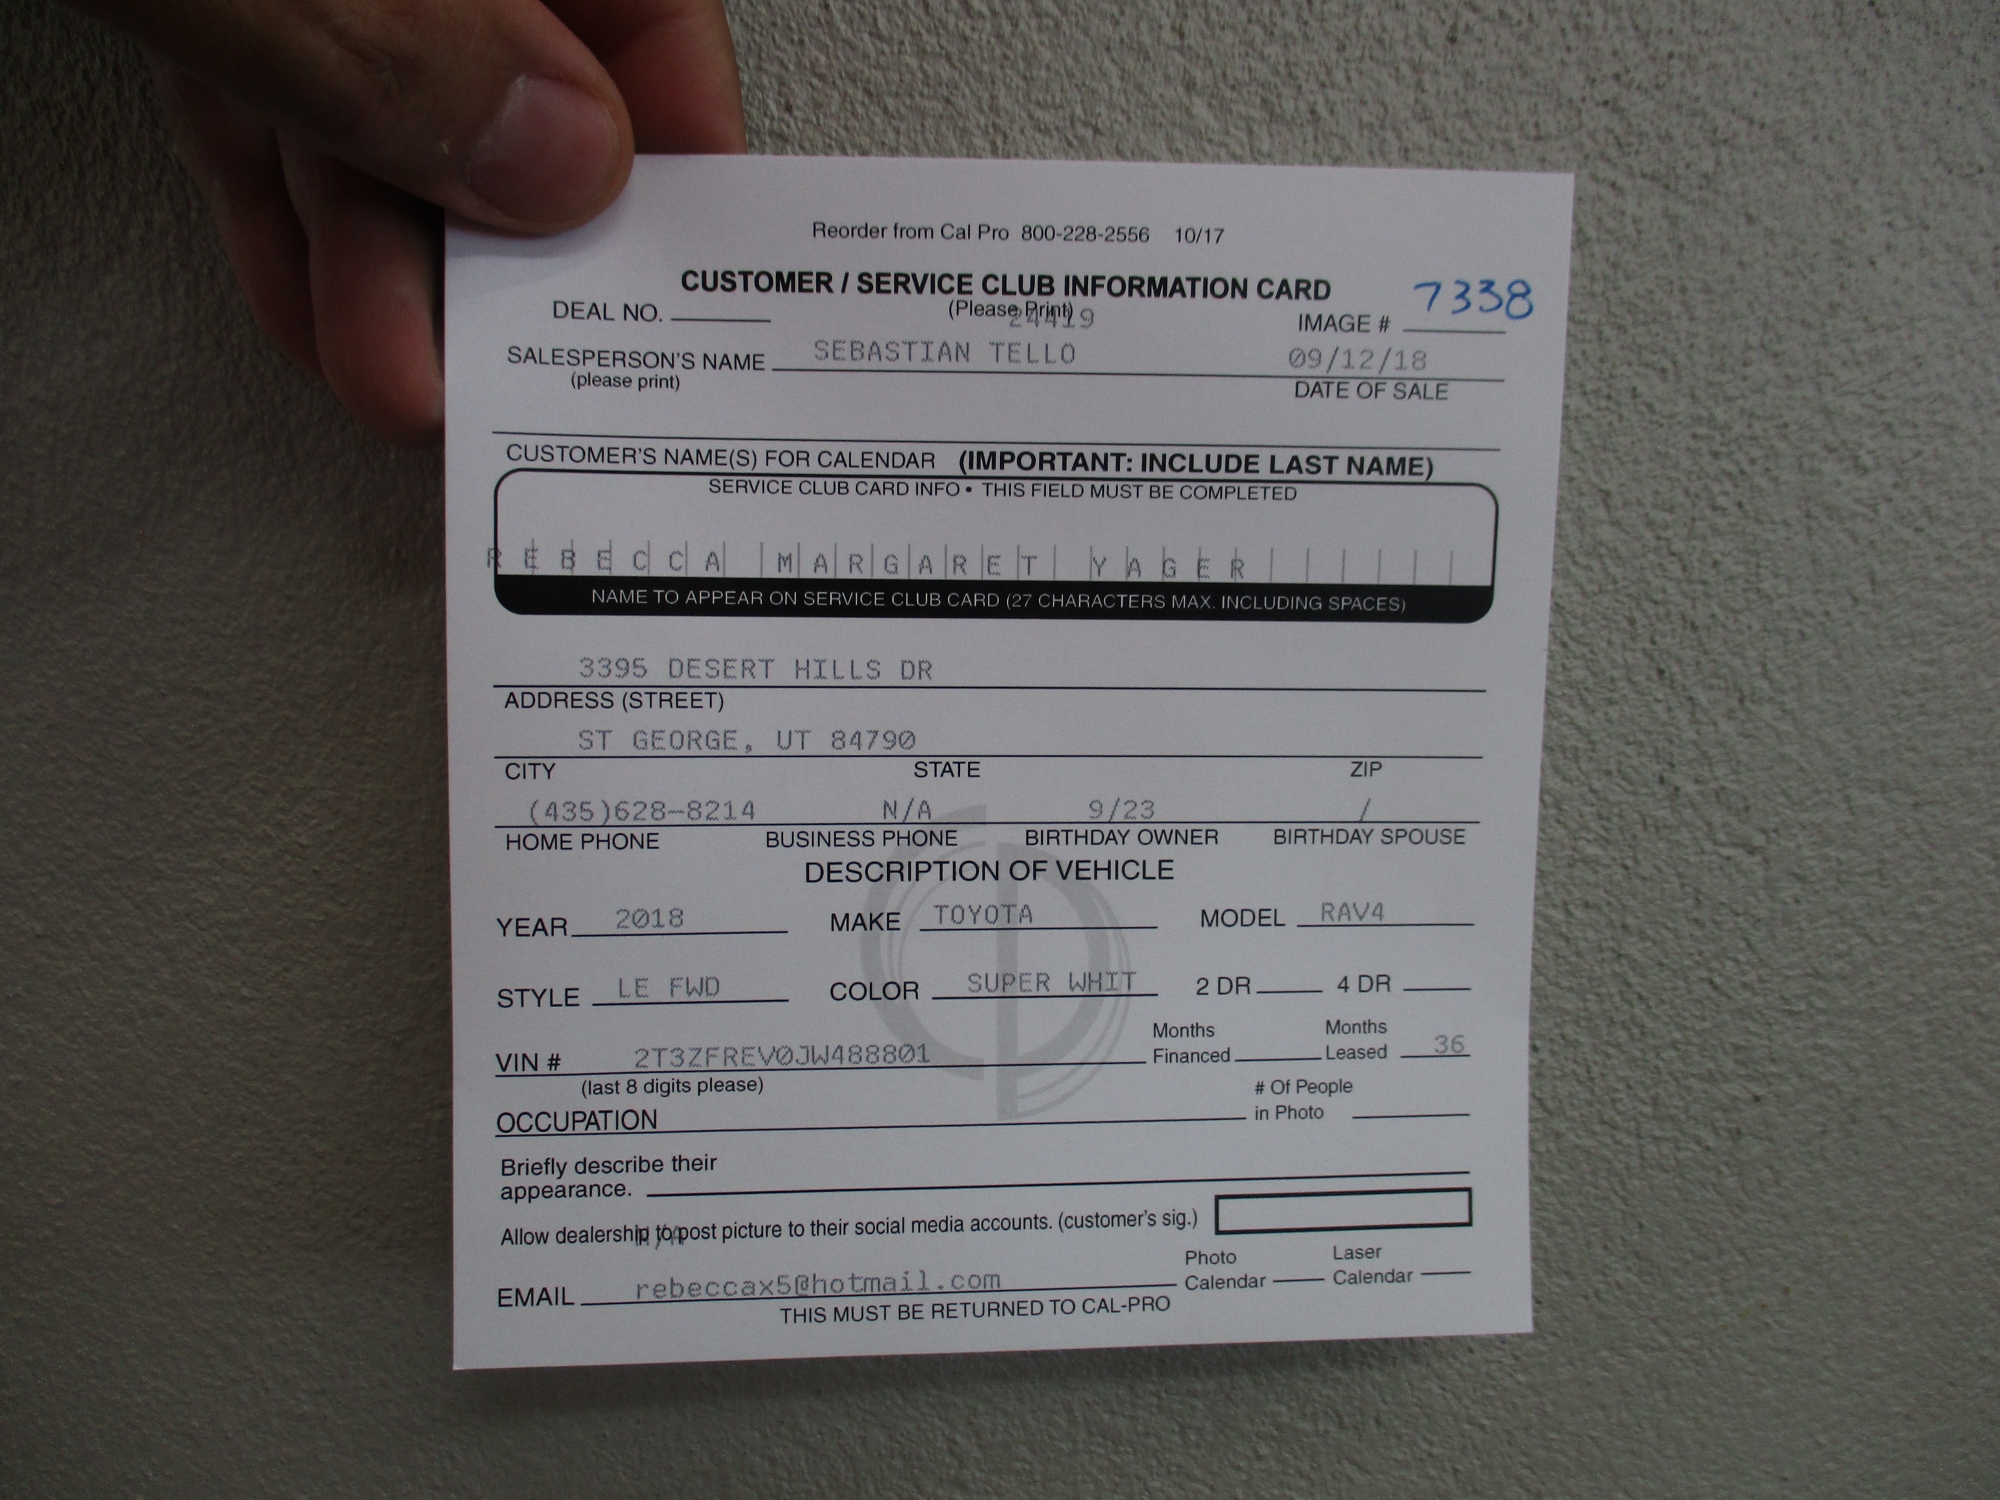 Reorder from Cal Pro 800-228-2556 10/17
CUSTOMER / SERVICE CLUB INFORMATION CARD 7338
DEAL NO. (Please Print) 24419 IMAGE #
SALESPERSON'S NAME SEBASTIAN TELLO 09/12/18
(please print) DATE OF SALE
CUSTOMER'S NAME(S) FOR CALENDAR (IMPORTANT: INCLUDE LAST NAME)
SERVICE CLUB CARD INFO • THIS FIELD MUST BE COMPLETED
REBECCA MARGARET YAGER
NAME TO APPEAR ON SERVICE CLUB CARD (27 CHARACTERS MAX. INCLUDING SPACES)
3395 DESERT HILLS DR
ADDRESS (STREET)
ST GEORGE, UT 84790
CITY STATE ZIP
(435)628-8214 N/A 9/23 /
HOME PHONE BUSINESS PHONE BIRTHDAY OWNER BIRTHDAY SPOUSE
DESCRIPTION OF VEHICLE
YEAR 2018 MAKE TOYOTA MODEL RAV4
STYLE LE FWD COLOR SUPER WHIT 2 DR 4 DR
Months Months
VIN # 2T3ZFREV0JW488801 Financed Leased 36
(last 8 digits please) # Of People
OCCUPATION in Photo
Briefly describe their
appearance.
Allow dealership to post picture to their social media accounts. (customer's sig.)
N/A
Photo Laser
EMAIL rebeccax5@hotmail.com Calendar Calendar
THIS MUST BE RETURNED TO CAL-PRO